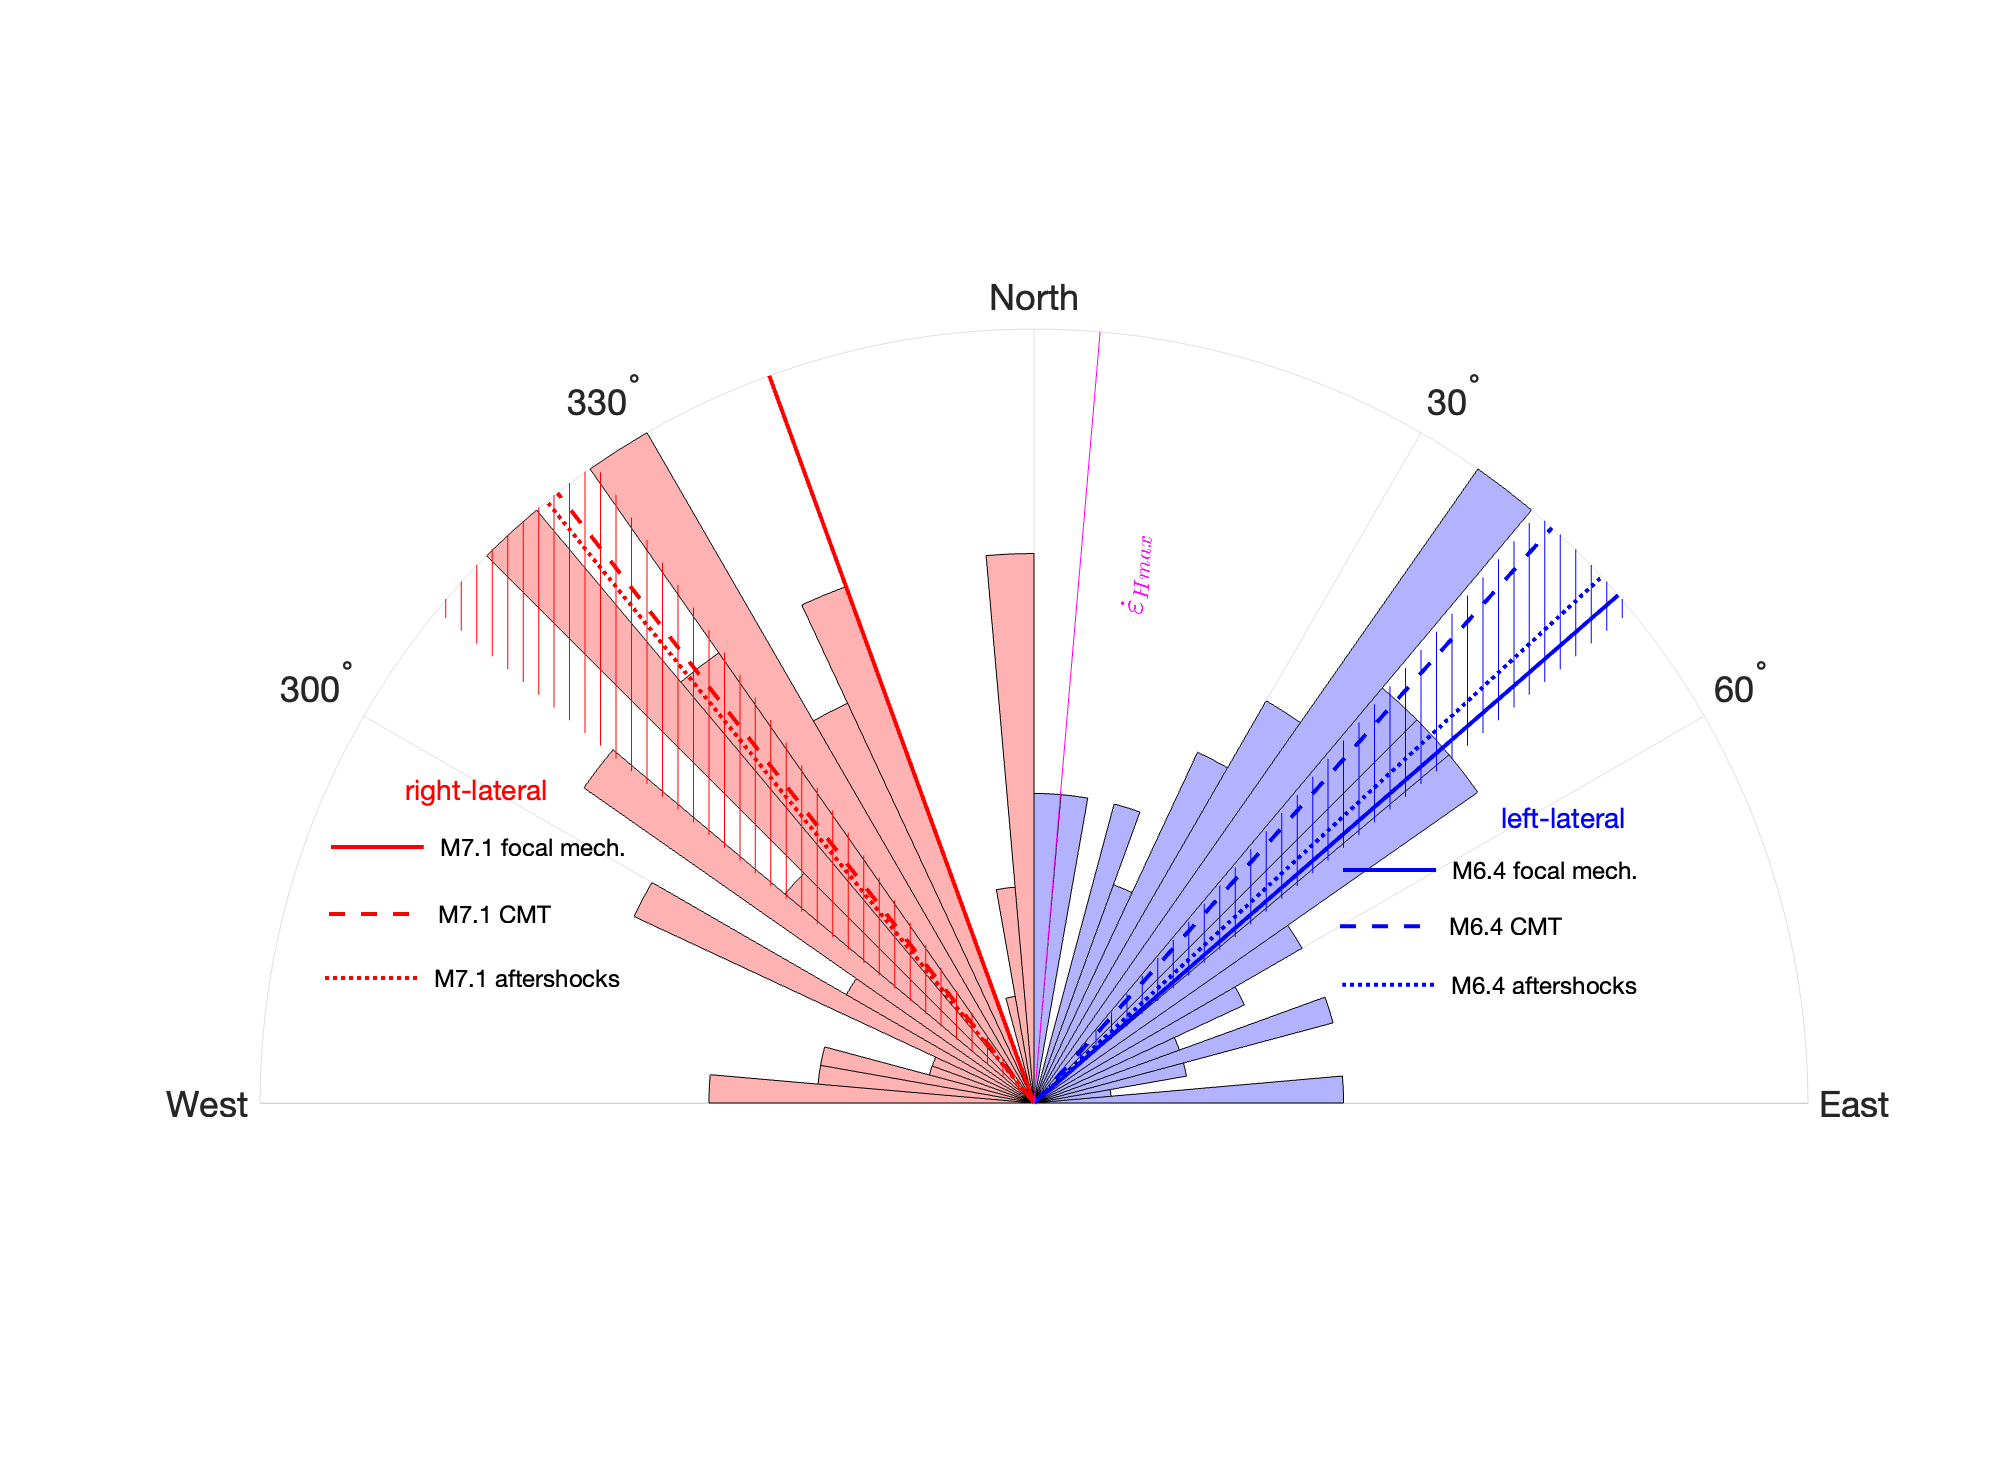 North
330°
30°
300°
60°
ε̇Hmax
right-lateral
M7.1 focal mech.
M7.1 CMT
M7.1 aftershocks
left-lateral
M6.4 focal mech.
M6.4 CMT
M6.4 aftershocks
West
East